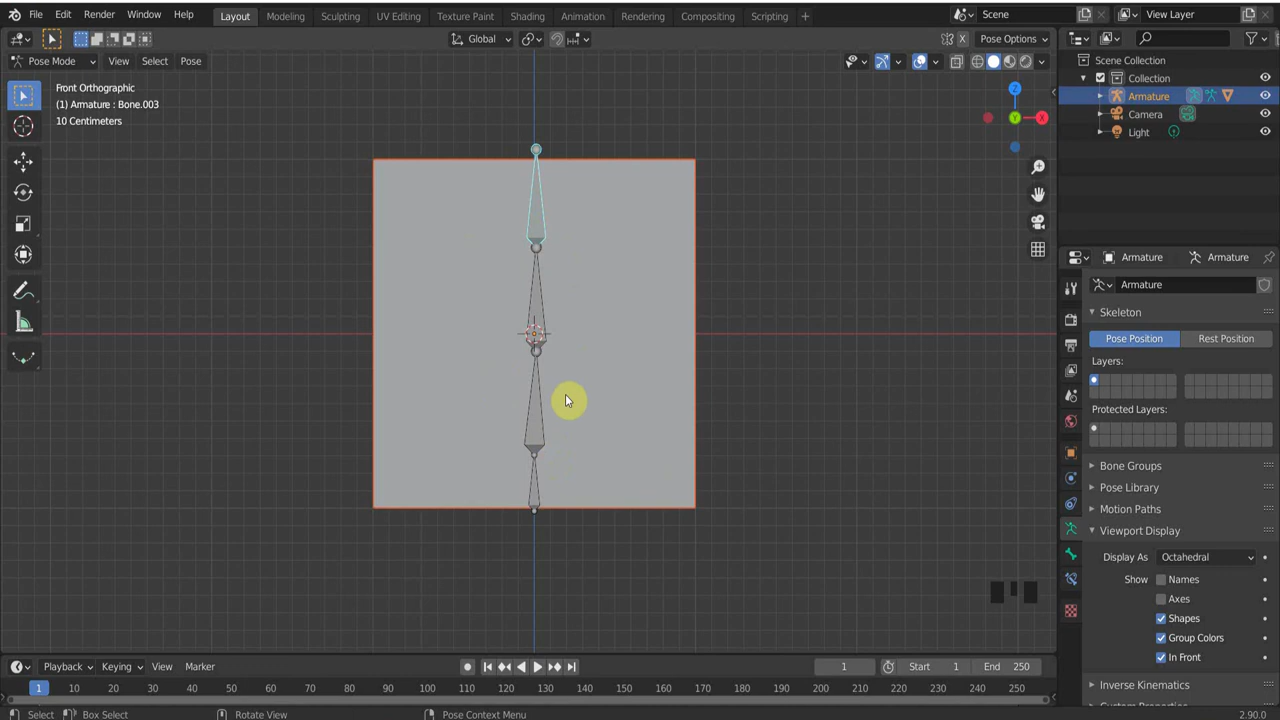 File Edit Render Window Help Layout Modeling Sculpting UV Editing Texture Paint Shading Animation Rendering Compositing Scripting + Scene View Layer
Global X Pose Options
Pose Mode View Select Pose
Front Orthographic
(1) Armature : Bone.003
10 Centimeters
Z
Y
X
Scene Collection
Collection
Armature
Camera
Light
Armature Armature
Armature
Skeleton
Pose Position Rest Position
Layers:
Protected Layers:
Bone Groups
Pose Library
Motion Paths
Viewport Display
Display As Octahedral
Show Names
Axes
Shapes
Group Colors
In Front
Inverse Kinematics
Playback Keying View Marker 1 Start 1 End 250
1 10 20 30 40 50 60 70 80 90 100 110 120 130 140 150 160 170 180 190 200 210 220 230 240 250
Select Box Select Rotate View Pose Context Menu 2.90.0